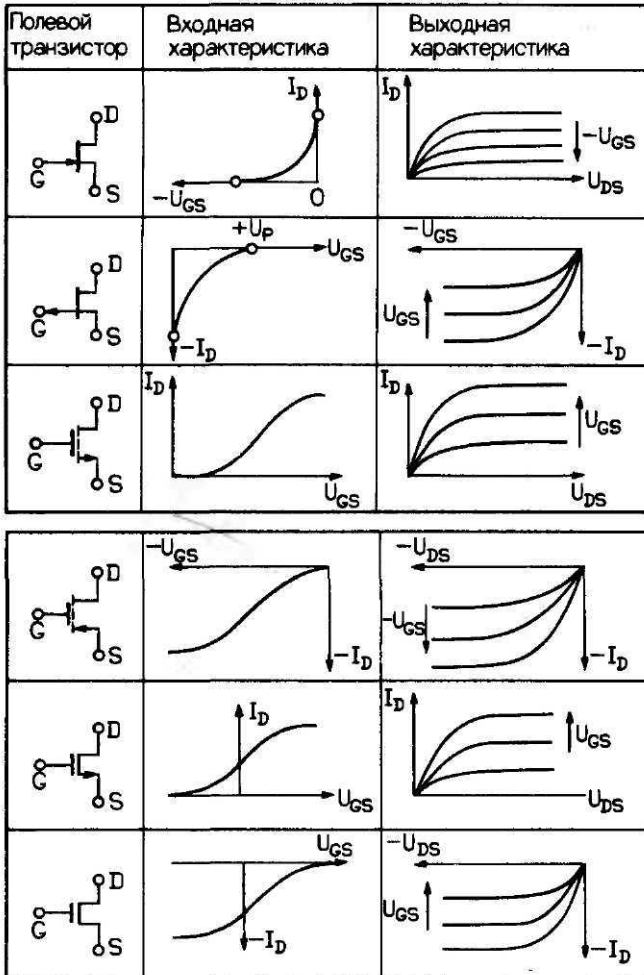 Полевой
транзистор
Входная
характеристика
Выходная
характеристика
D
G
S
I_D
-U_GS
O
I_D
-U_GS
U_DS
D
G
S
+U_P
U_GS
-I_D
-U_GS
U_GS
-I_D
D
G
S
I_D
U_GS
I_D
U_GS
U_DS
D
G
S
-U_GS
-I_D
-U_DS
-U_GS
-I_D
D
G
S
I_D
U_GS
I_D
U_GS
U_DS
D
G
S
U_GS
-I_D
-U_DS
U_GS
-I_D